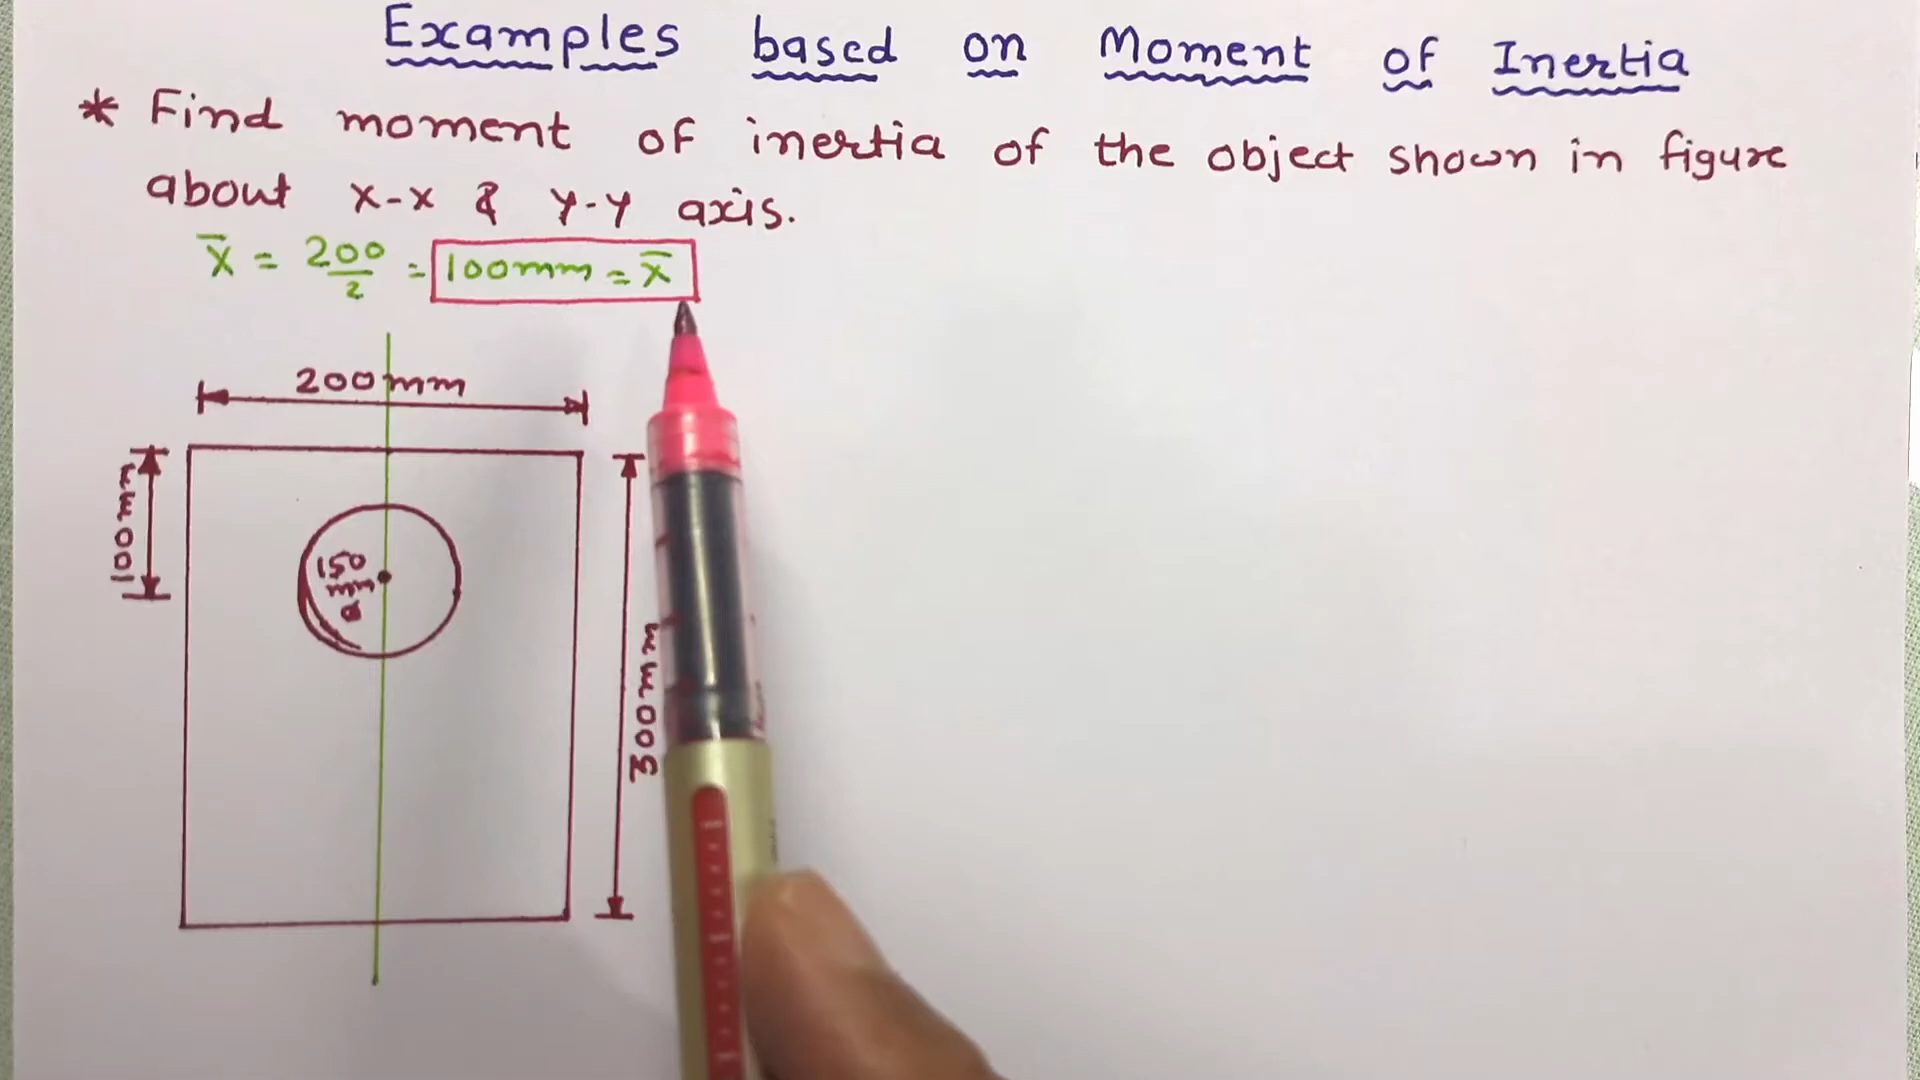 Examples based on Moment of Inertia
* Find moment of inertia of the object shown in figure
about x-x & y-y axis.
x̄ = 200/2 = 100mm = x̄
200mm
100mm
150
mm
ø
300mm